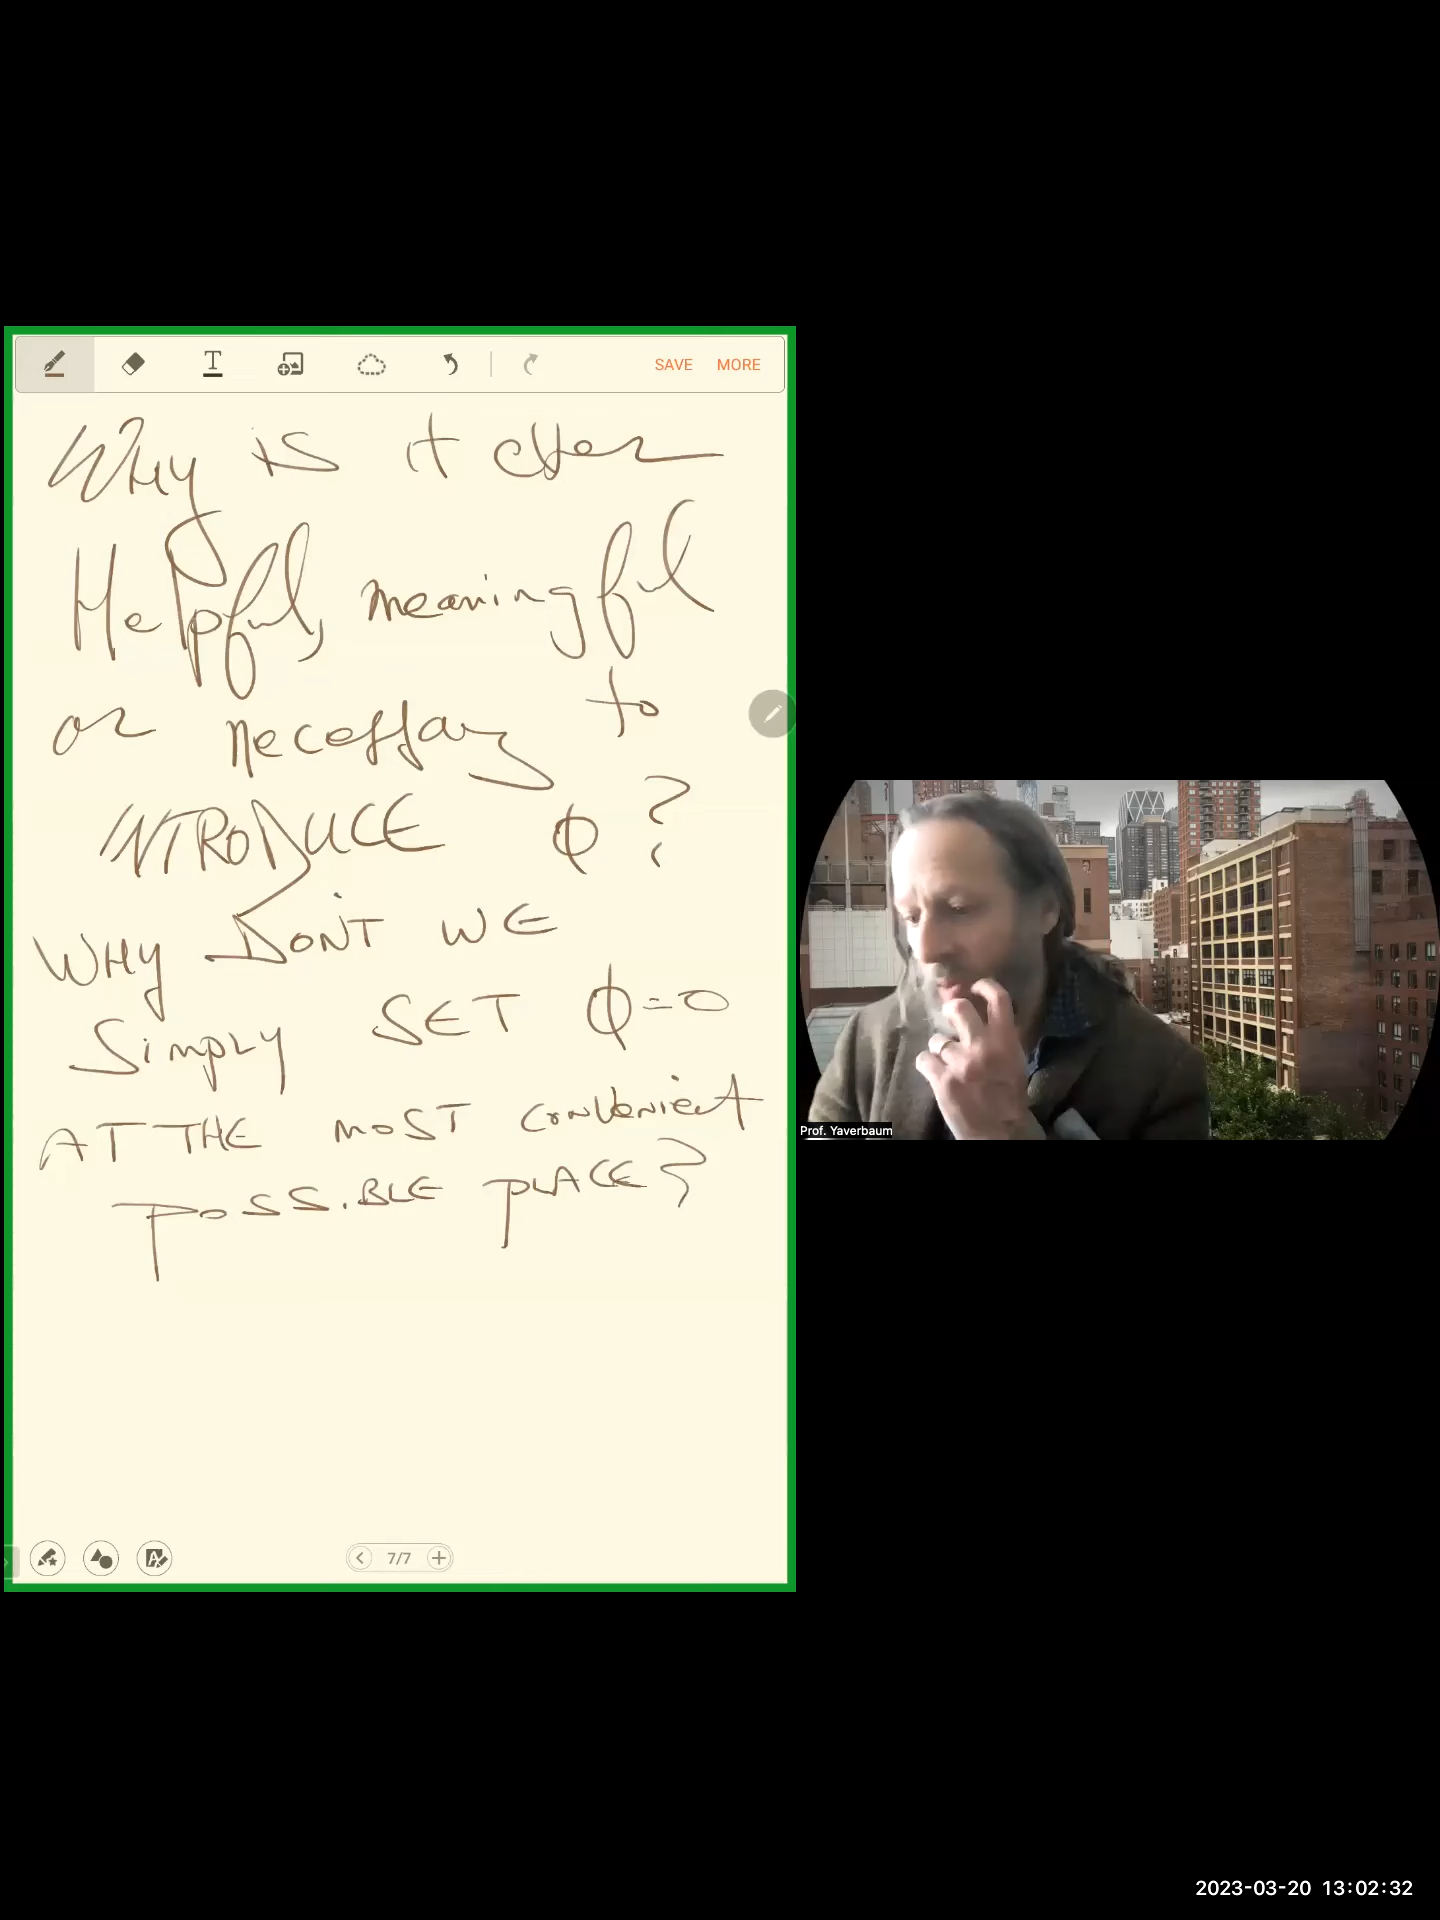 SAVE MORE
Why is it ever
Helpful, meaningful
or necessary to
INTRODUCE φ?
WHY DON'T WE
Simply SET φ=0
AT THE MOST convenient
POSSIBLE PLACE?
7/7
Prof. Yaverbaum
2023-03-20 13:02:32